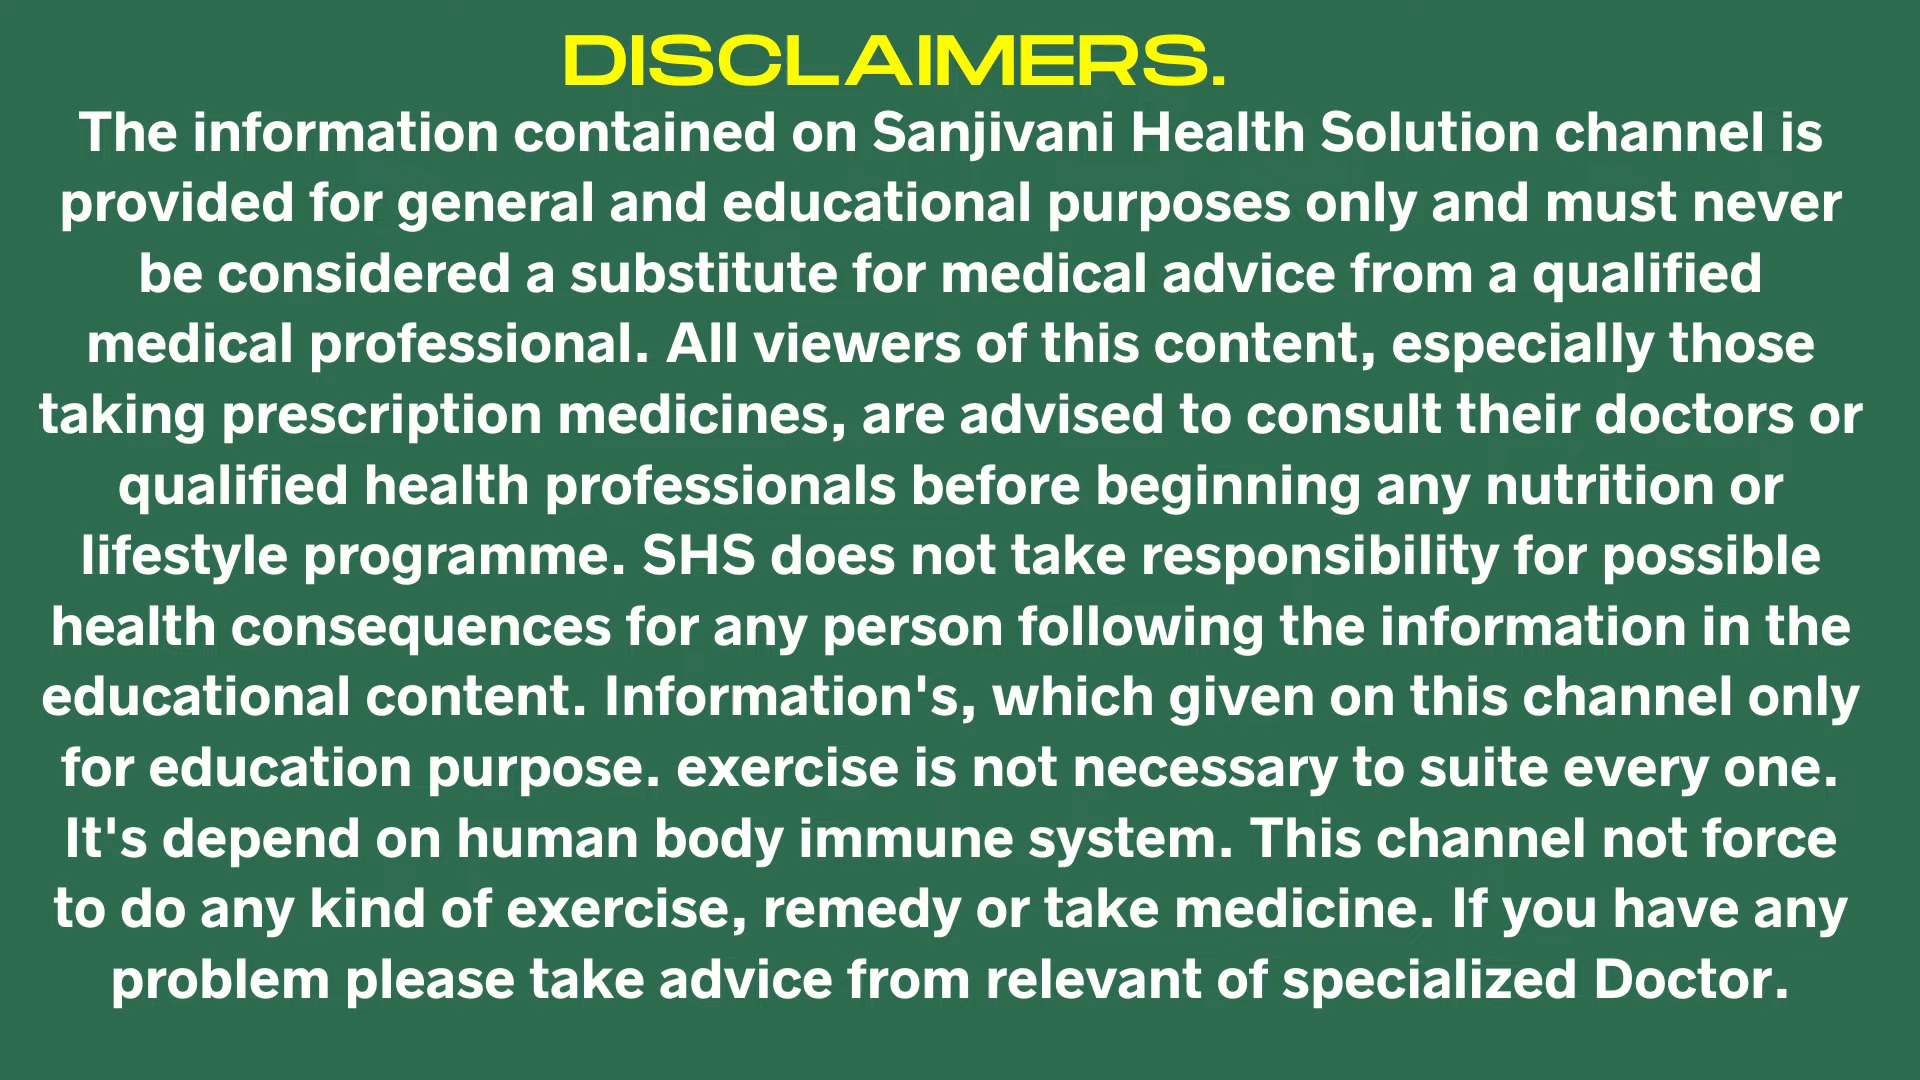 DISCLAIMERS.
The information contained on Sanjivani Health Solution channel is
provided for general and educational purposes only and must never
be considered a substitute for medical advice from a qualified
medical professional. All viewers of this content, especially those
taking prescription medicines, are advised to consult their doctors or
qualified health professionals before beginning any nutrition or
lifestyle programme. SHS does not take responsibility for possible
health consequences for any person following the information in the
educational content. Information's, which given on this channel only
for education purpose. exercise is not necessary to suite every one.
It's depend on human body immune system. This channel not force
to do any kind of exercise, remedy or take medicine. If you have any
problem please take advice from relevant of specialized Doctor.